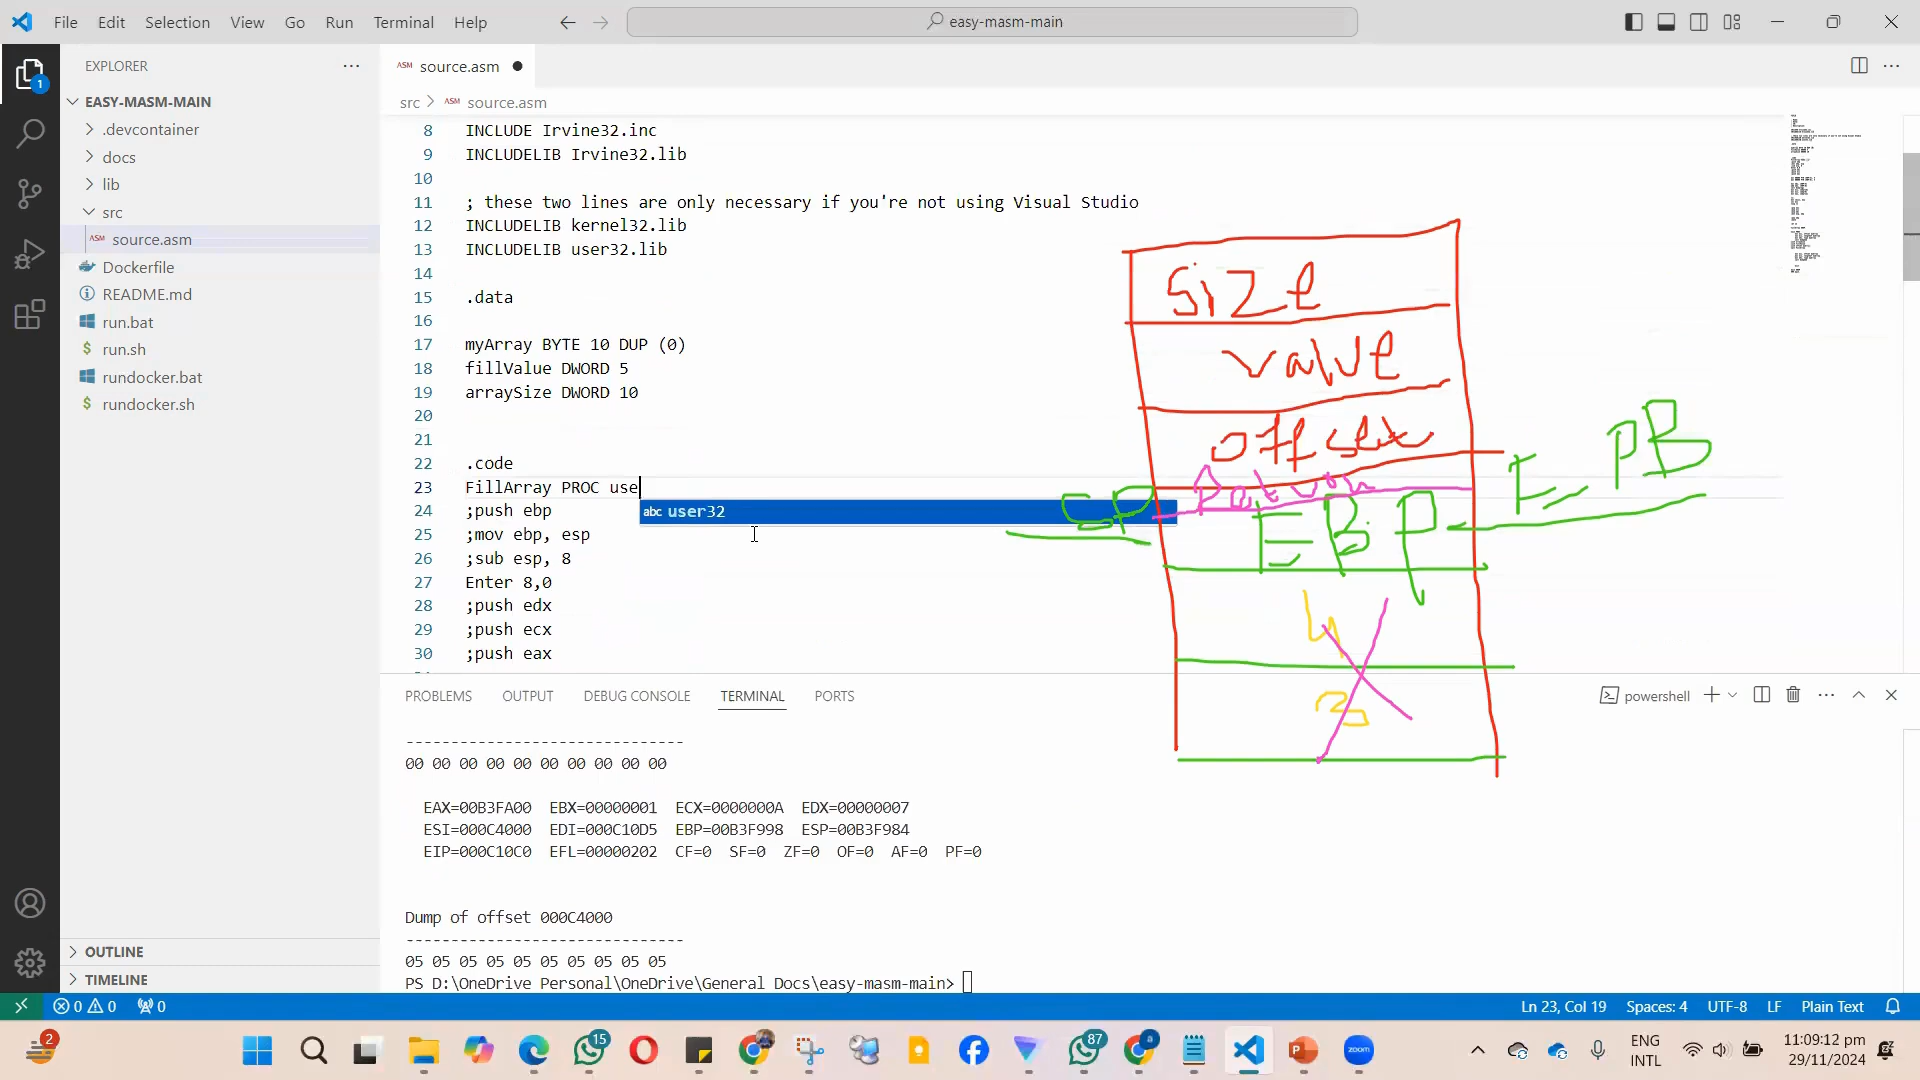 File Edit Selection View Go Run Terminal Help
easy-masm-main
EXPLORER
1
EASY-MASM-MAIN
.devcontainer
docs
lib
src
ASM source.asm
Dockerfile
README.md
run.bat
run.sh
rundocker.bat
rundocker.sh
OUTLINE
TIMELINE
ASM source.asm
src > ASM source.asm
8 INCLUDE Irvine32.inc
9 INCLUDELIB Irvine32.lib
10
11 ; these two lines are only necessary if you're not using Visual Studio
12 INCLUDELIB kernel32.lib
13 INCLUDELIB user32.lib
14
15 .data
16
17 myArray BYTE 10 DUP (0)
18 fillValue DWORD 5
19 arraySize DWORD 10
20
21
22 .code
23 FillArray PROC use
abc user32
24 ;push ebp
25 ;mov ebp, esp
26 ;sub esp, 8
27 Enter 8,0
28 ;push edx
29 ;push ecx
30 ;push eax
Size
value
offset
EBP
PROBLEMS OUTPUT DEBUG CONSOLE TERMINAL PORTS
powershell
-------------------------------
00 00 00 00 00 00 00 00 00 00
EAX=00B3FA00 EBX=00000001 ECX=0000000A EDX=00000007
ESI=000C4000 EDI=000C10D5 EBP=00B3F998 ESP=00B3F984
EIP=000C10C0 EFL=00000202 CF=0 SF=0 ZF=0 OF=0 AF=0 PF=0
Dump of offset 000C4000
-------------------------------
05 05 05 05 05 05 05 05 05 05
PS D:\OneDrive Personal\OneDrive\General Docs\easy-masm-main>
0 0 0
Ln 23, Col 19 Spaces: 4 UTF-8 LF Plain Text
2
15
87
zoom
ENG
INTL
11:09:12 pm
29/11/2024